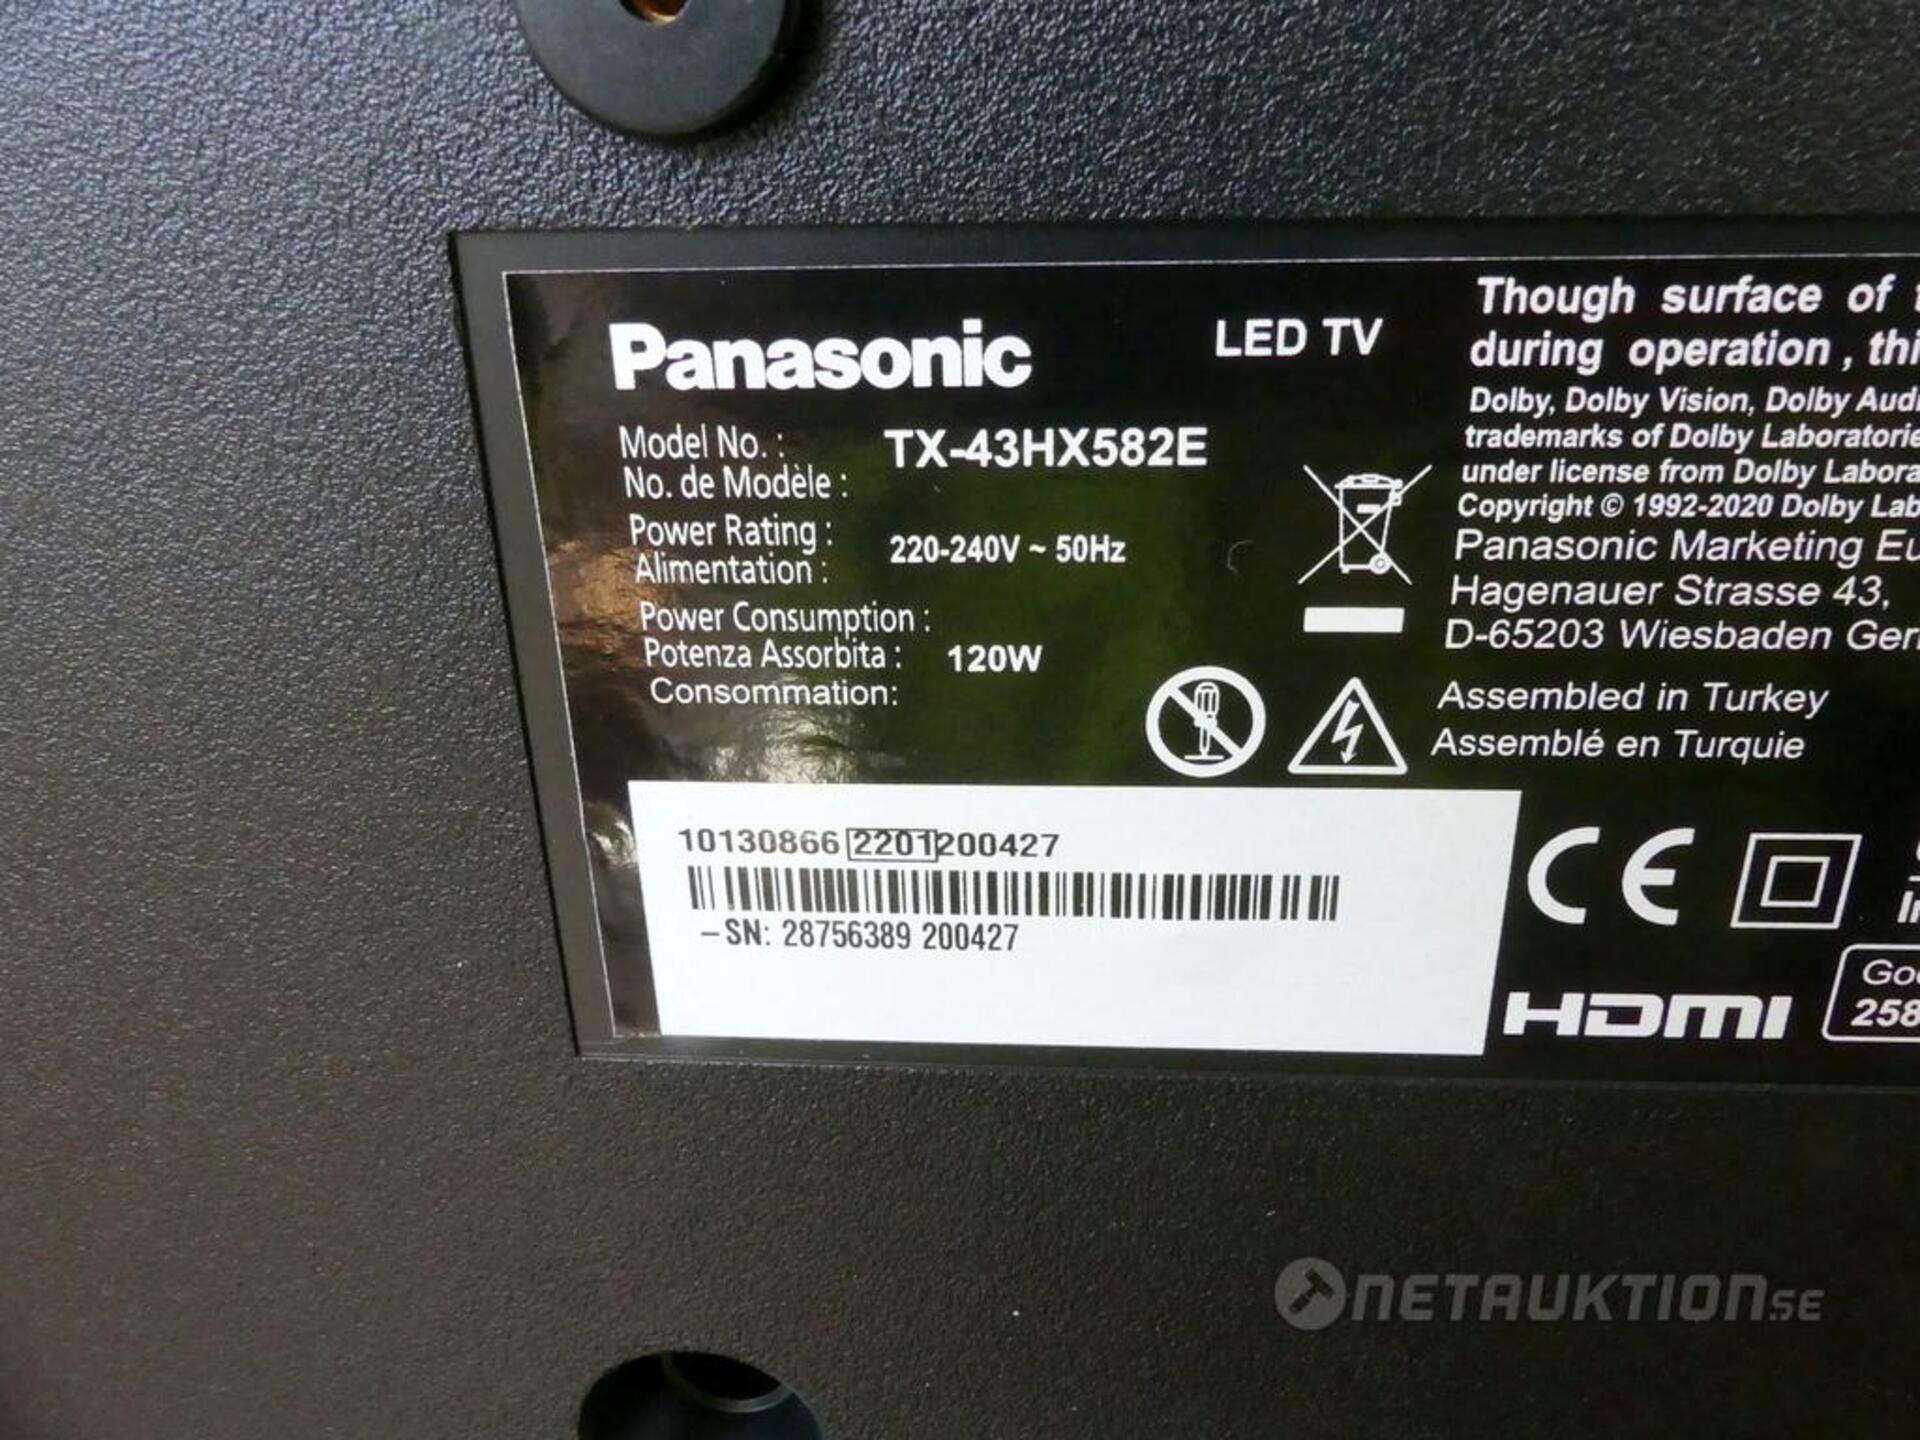 Panasonic
LED TV
Model No. :
No. de Modèle :
TX-43HX582E
Power Rating :
Alimentation :
220-240V ~ 50Hz
Power Consumption :
Potenza Assorbita :
Consommation:
120W
Though surface of
during operation , thi
Dolby, Dolby Vision, Dolby Audi
trademarks of Dolby Laboratorie
under license from Dolby Labora
Copyright © 1992-2020 Dolby Lab
Panasonic Marketing Eu
Hagenauer Strasse 43,
D-65203 Wiesbaden Ger
Assembled in Turkey
Assemblé en Turquie
10130866 2201200427
-SN: 28756389 200427
CE
HDMI
Goo
258
NETAUKTION.SE